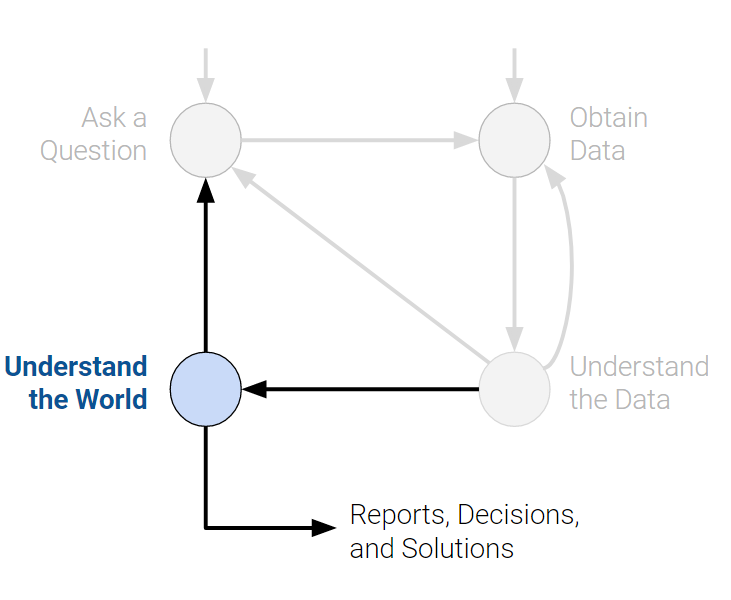 Ask a
Question
Obtain
Data
Understand
the World
Understand
the Data
Reports, Decisions,
and Solutions